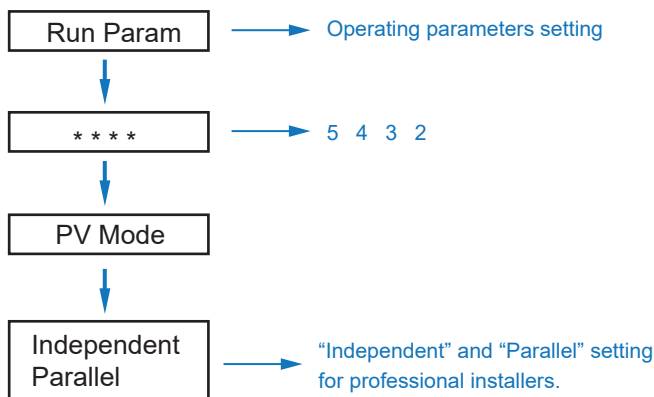 Run Param
Operating parameters setting
* * * *
5 4 3 2
PV Mode
Independent
Parallel
“Independent” and “Parallel” setting
for professional installers.